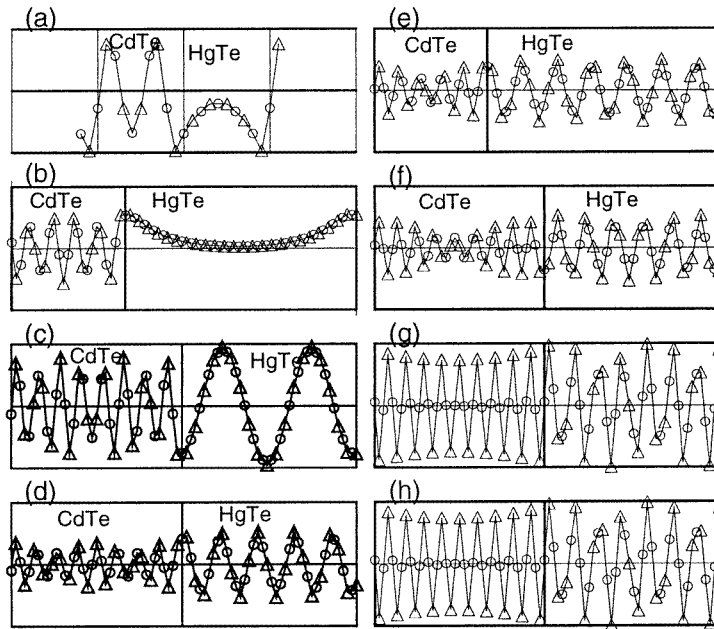 (a)
CdTe
HgTe
(b)
CdTe
HgTe
(c)
CdTe
HgTe
(d)
CdTe
HgTe
(e)
CdTe
HgTe
(f)
CdTe
HgTe
(g)
(h)